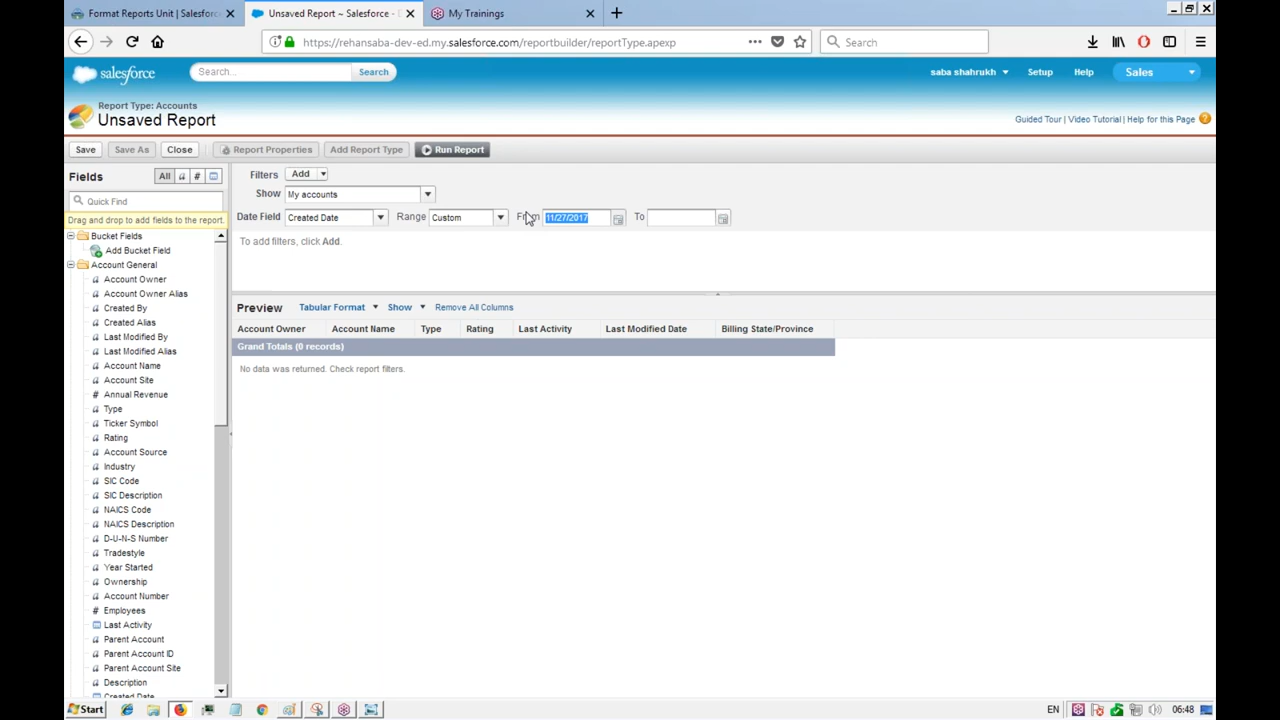 Format Reports Unit | Salesforc
Unsaved Report ~ Salesforce - D
My Trainings
https://rehansaba-dev-ed.my.salesforce.com/reportbuilder/reportType.apexp
Search
salesforce
Search...
Search
saba shahrukh
Setup
Help
Sales
Report Type: Accounts
Unsaved Report
Guided Tour | Video Tutorial | Help for this Page
Save
Save As
Close
Report Properties
Add Report Type
Run Report
Fields
All
a
#
Quick Find
Drag and drop to add fields to the report.
Bucket Fields
Add Bucket Field
Account General
a Account Owner
a Account Owner Alias
a Created By
a Created Alias
a Last Modified By
a Last Modified Alias
a Account Name
a Account Site
# Annual Revenue
a Type
a Ticker Symbol
a Rating
a Account Source
a Industry
a SIC Code
a SIC Description
a NAICS Code
a NAICS Description
a D-U-N-S Number
a Tradestyle
a Year Started
a Ownership
a Account Number
# Employees
Last Activity
a Parent Account
a Parent Account ID
a Parent Account Site
a Description
Created Date
Filters
Add
Show
My accounts
Date Field
Created Date
Range
Custom
From
11/27/2017
To
To add filters, click Add.
Preview
Tabular Format
Show
Remove All Columns
Account Owner
Account Name
Type
Rating
Last Activity
Last Modified Date
Billing State/Province
Grand Totals (0 records)
No data was returned. Check report filters.
Start
EN
06:48